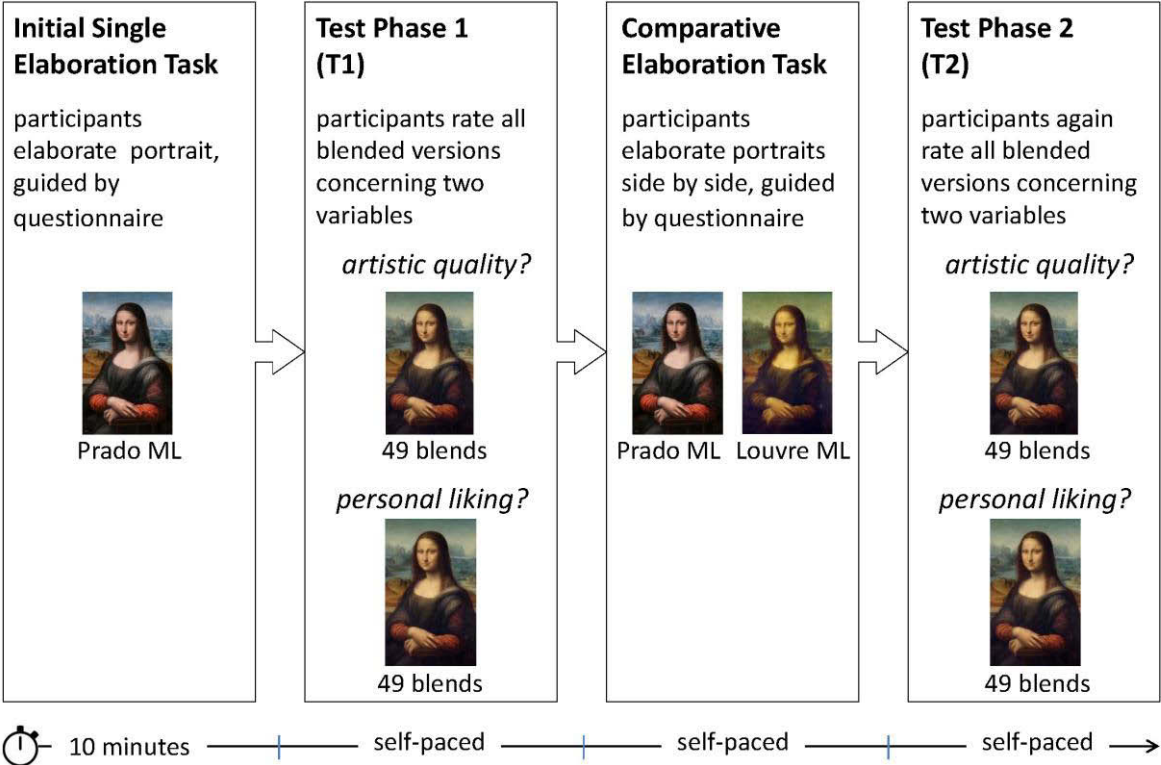 Initial Single
Elaboration Task
participants
elaborate portrait,
guided by
questionnaire
Prado ML
Test Phase 1
(T1)
participants rate all
blended versions
concerning two
variables
artistic quality?
49 blends
personal liking?
49 blends
Comparative
Elaboration Task
participants
elaborate portraits
side by side, guided
by questionnaire
Prado ML
Louvre ML
Test Phase 2
(T2)
participants again
rate all blended
versions concerning
two variables
artistic quality?
49 blends
personal liking?
49 blends
10 minutes
self-paced
self-paced
self-paced